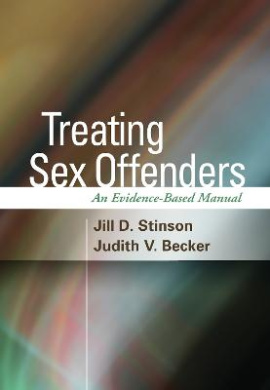 Treating
Sex Offenders
An Evidence-Based Manual
Jill D. Stinson
Judith V. Becker